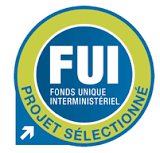 FUI
FONDS UNIQUE
INTERMINISTÉRIEL
PROJET SÉLECTIONNÉ